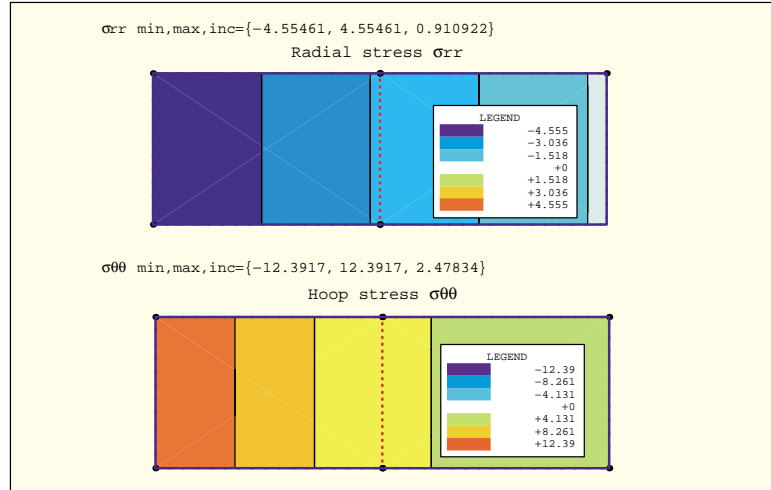 σrr min,max,inc={−4.55461, 4.55461, 0.910922}
Radial stress σrr
LEGEND
−4.555
−3.036
−1.518
+0
+1.518
+3.036
+4.555
σθθ min,max,inc={−12.3917, 12.3917, 2.47834}
Hoop stress σθθ
LEGEND
−12.39
−8.261
−4.131
+0
+4.131
+8.261
+12.39